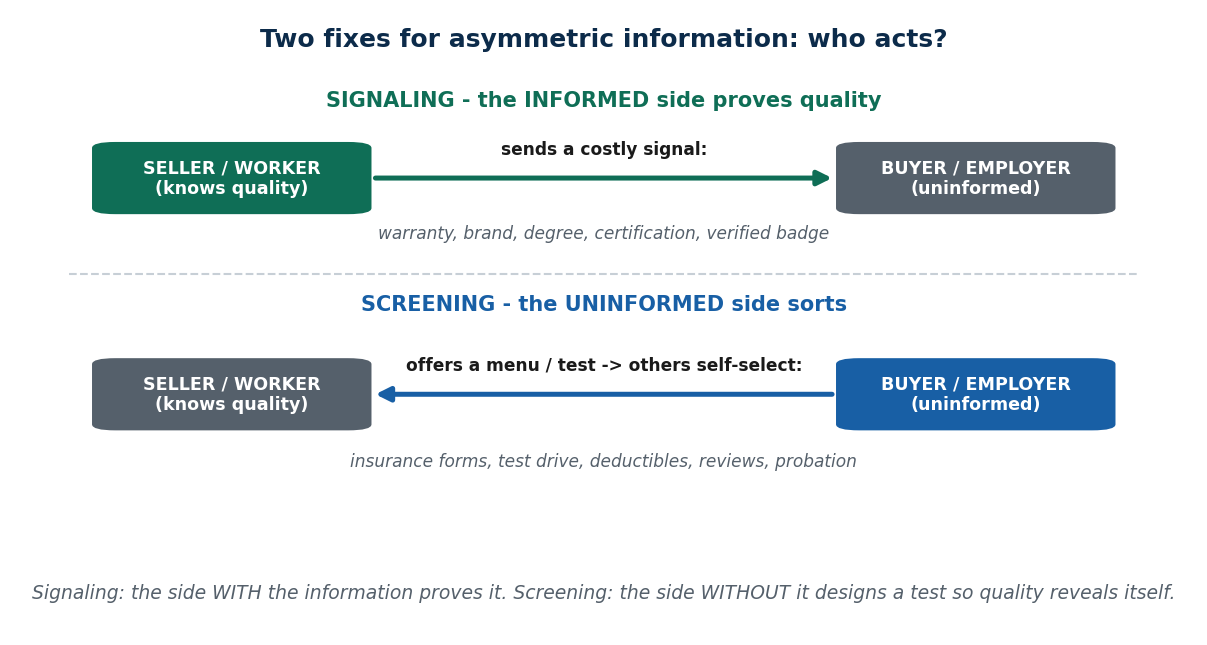 Two fixes for asymmetric information: who acts?
SIGNALING - the INFORMED side proves quality
sends a costly signal:
SELLER / WORKER
(knows quality)
BUYER / EMPLOYER
(uninformed)
warranty, brand, degree, certification, verified badge
SCREENING - the UNINFORMED side sorts
offers a menu / test -> others self-select:
SELLER / WORKER
(knows quality)
BUYER / EMPLOYER
(uninformed)
insurance forms, test drive, deductibles, reviews, probation
Signaling: the side WITH the information proves it. Screening: the side WITHOUT it designs a test so quality reveals itself.